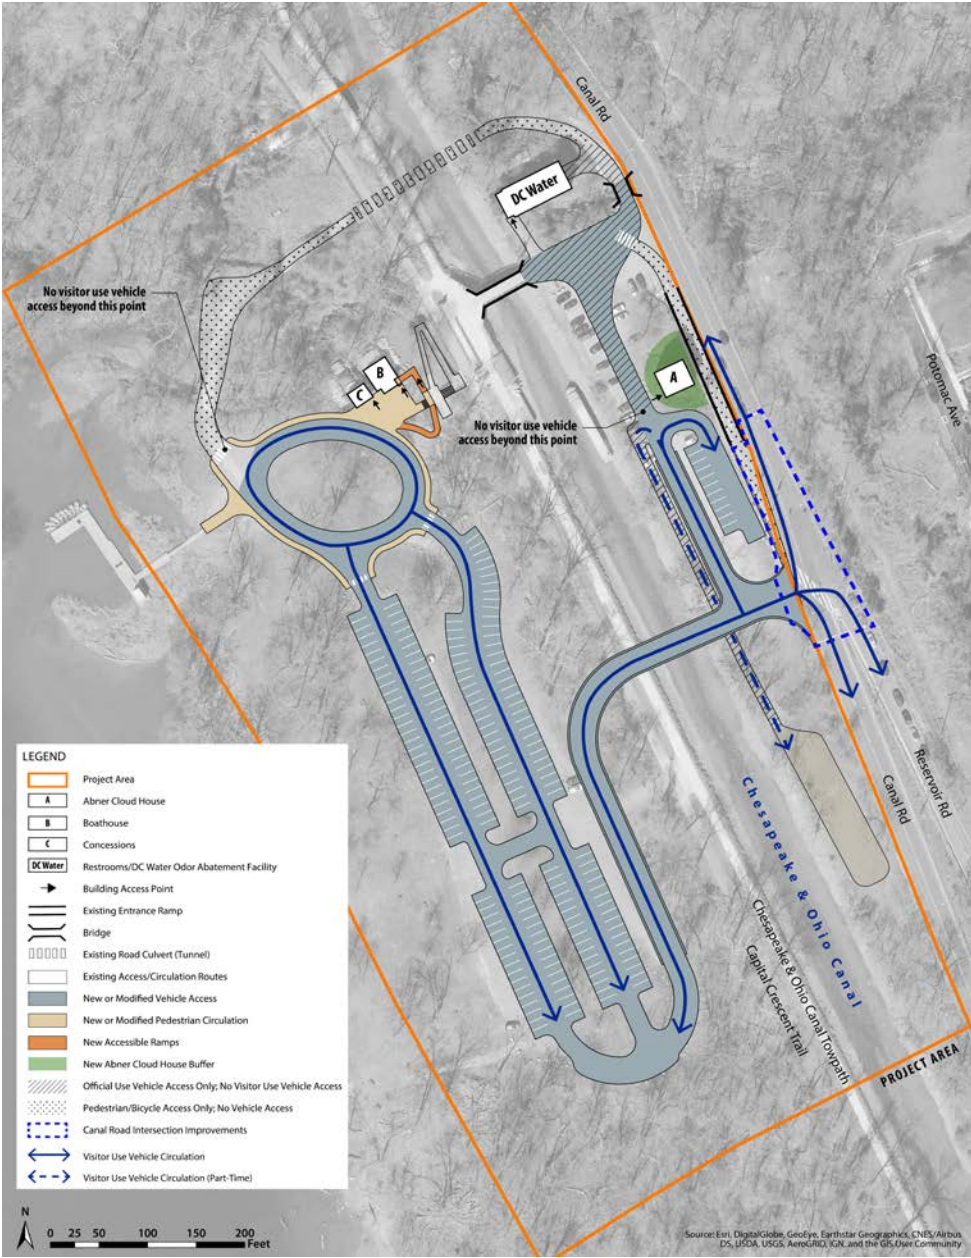 Canal Rd
DC Water
No visitor use vehicle
access beyond this point
Potomac Ave
B
C
A
No visitor use vehicle
access beyond this point
Reservoir Rd
Canal Rd
Chesapeake & Ohio Canal
Chesapeake & Ohio Canal Towpath
Capital Crescent Trail
PROJECT AREA
LEGEND
Project Area
A Abner Cloud House
B Boathouse
C Concessions
DC Water Restrooms/DC Water Odor Abatement Facility
Building Access Point
Existing Entrance Ramp
Bridge
Existing Road Culvert (Tunnel)
Existing Access/Circulation Routes
New or Modified Vehicle Access
New or Modified Pedestrian Circulation
New Accessible Ramps
New Abner Cloud House Buffer
Official Use Vehicle Access Only; No Visitor Use Vehicle Access
Pedestrian/Bicycle Access Only; No Vehicle Access
Canal Road Intersection Improvements
Visitor Use Vehicle Circulation
Visitor Use Vehicle Circulation (Part-Time)
N
0 25 50 100 150 200
Feet
Source: Esri, DigitalGlobe, GeoEye, Earthstar Geographics, CNES/Airbus
DS, USDA, USGS, AeroGRID, IGN, and the GIS User Community